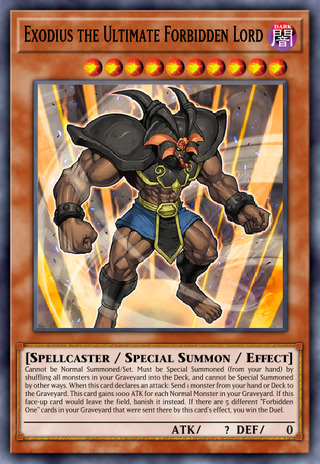 Exodius the Ultimate Forbidden Lord
DARK
闇
[Spellcaster / Special Summon / Effect]
Cannot be Normal Summoned/Set. Must be Special Summoned (from your hand) by
shuffling all monsters in your Graveyard into the Deck, and cannot be Special Summoned
by other ways. When this card declares an attack: Send 1 monster from your hand or Deck to
the Graveyard. This card gains 1000 ATK for each Normal Monster in your Graveyard. If this
face-up card would leave the field, banish it instead. If there are 5 different "Forbidden
One" cards in your Graveyard that were sent there by this card's effect, you win the Duel.
ATK/ ? DEF/ 0